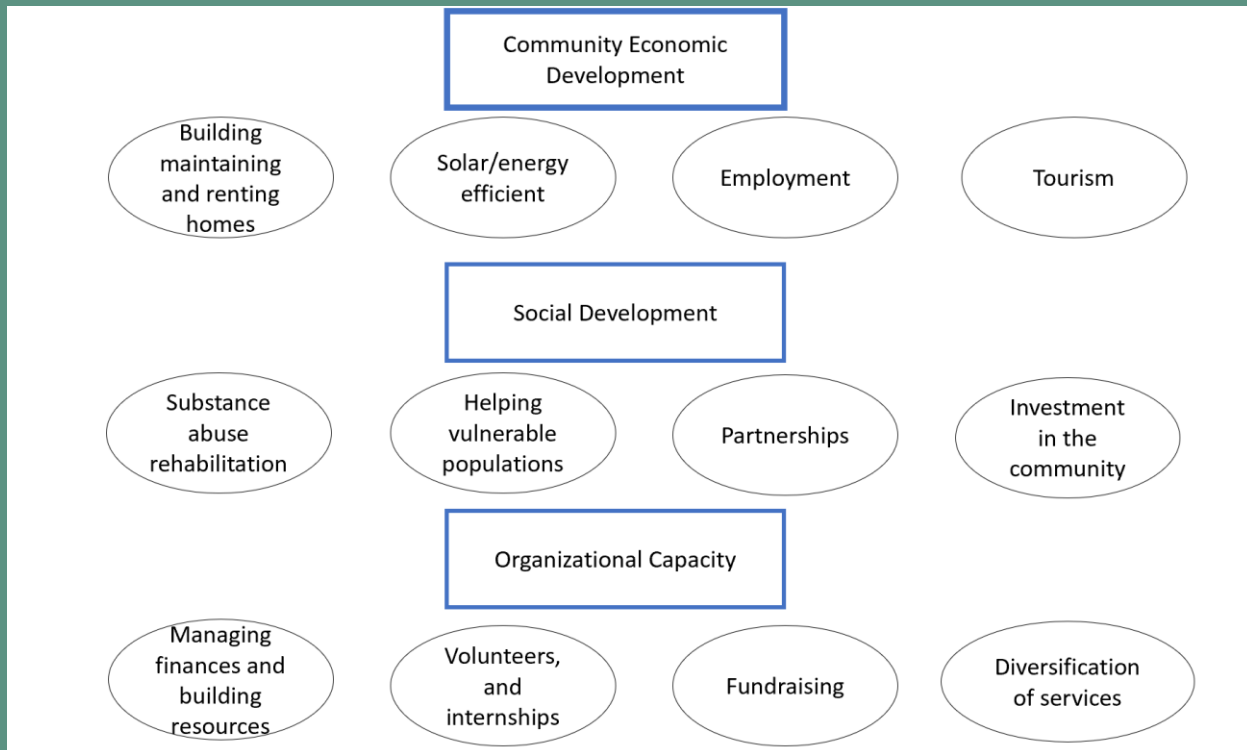 Community Economic
Development
Building
maintaining
and renting
homes
Solar/energy
efficient
Employment
Tourism
Social Development
Substance
abuse
rehabilitation
Helping
vulnerable
populations
Partnerships
Investment
in the
community
Organizational Capacity
Managing
finances and
building
resources
Volunteers,
and
internships
Fundraising
Diversification
of services